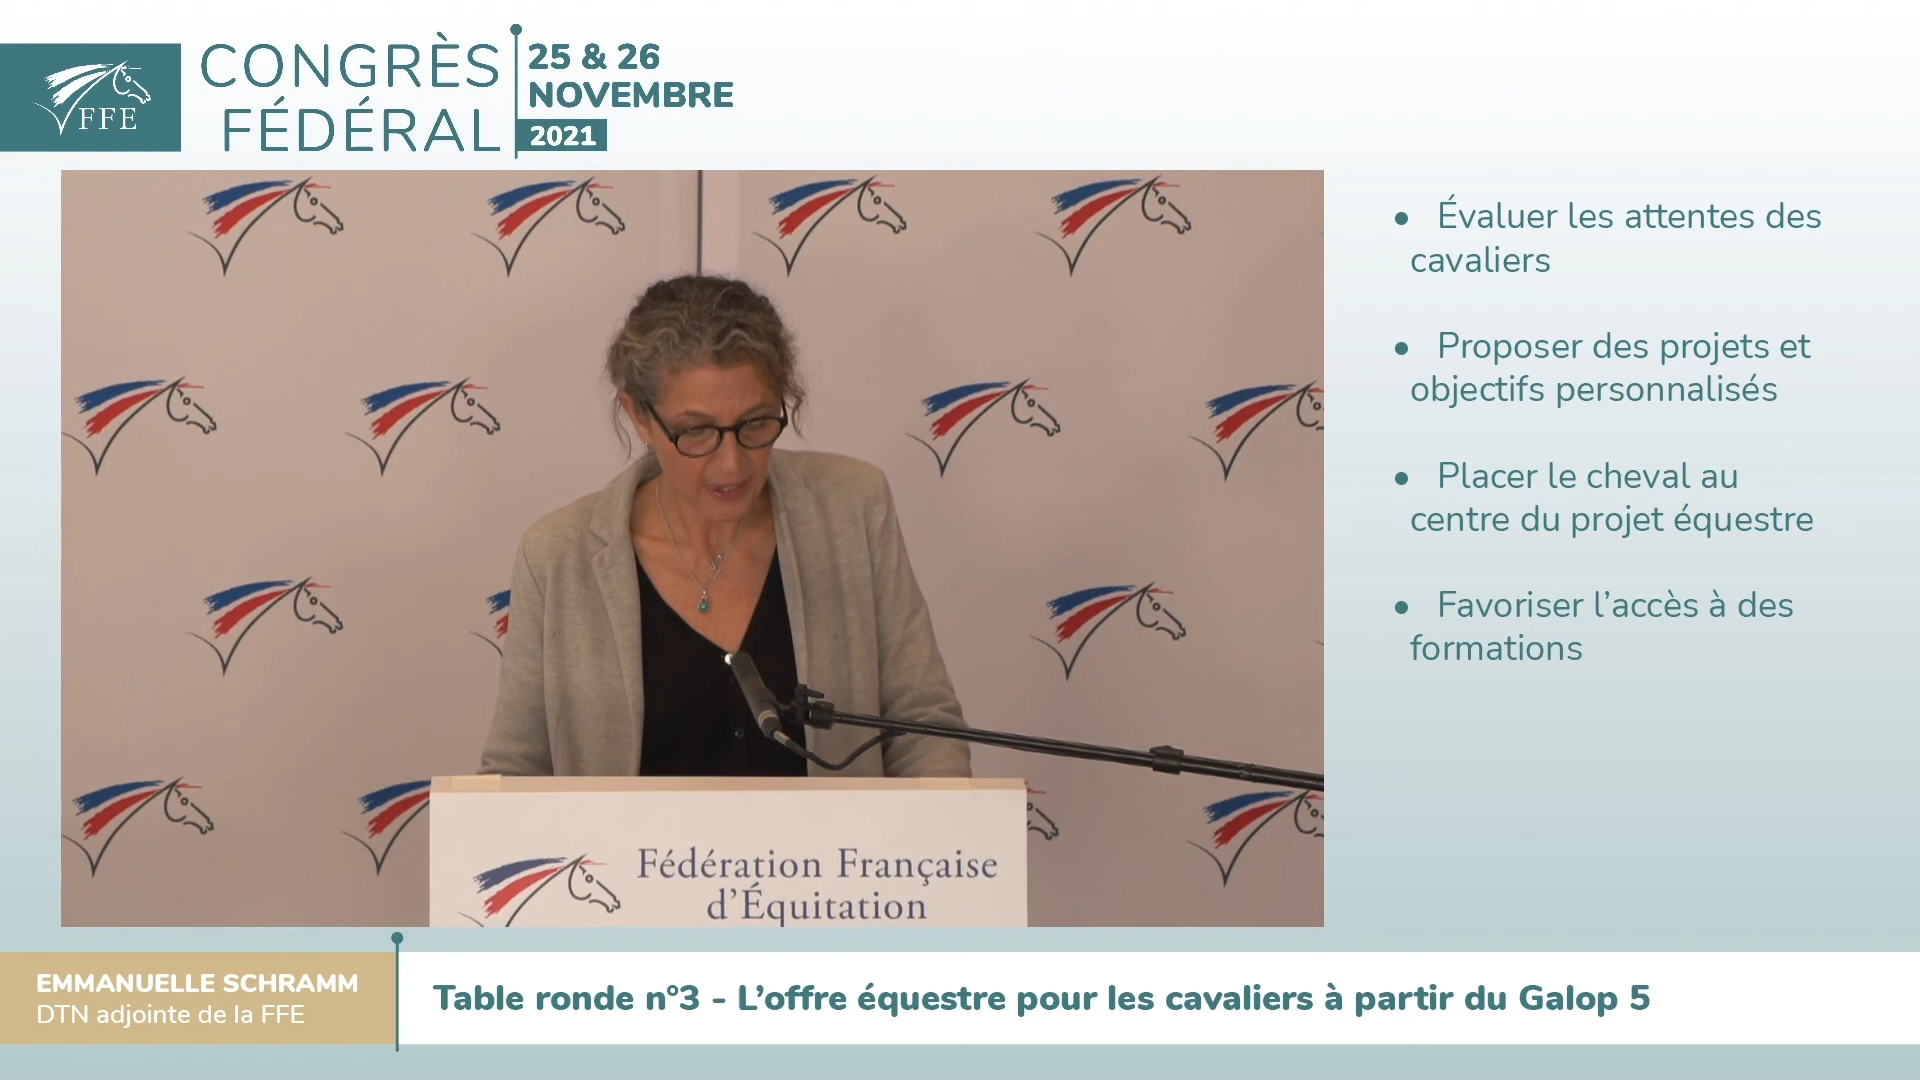 FFE
CONGRÈS
FÉDÉRAL
25 & 26
NOVEMBRE
2021
• Évaluer les attentes des
cavaliers
• Proposer des projets et
objectifs personnalisés
• Placer le cheval au
centre du projet équestre
• Favoriser l’accès à des
formations
Fédération Française
d’Équitation
EMMANUELLE SCHRAMM
DTN adjointe de la FFE
Table ronde n°3 - L’offre équestre pour les cavaliers à partir du Galop 5